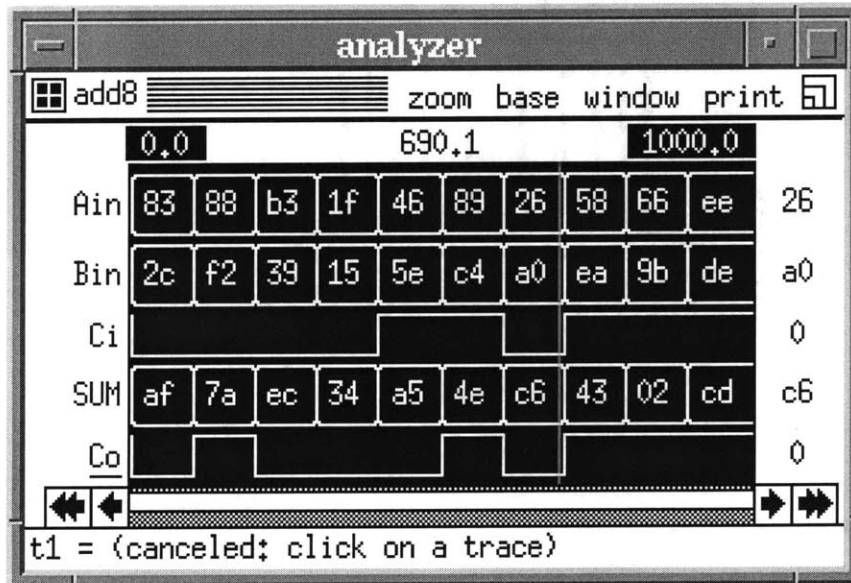 analyzer
add8 zoom base window print
0.0 690.1 1000.0
Ain 83 88 b3 1f 46 89 26 58 66 ee 26
Bin 2c f2 39 15 5e c4 a0 ea 9b de a0
Ci 0
SUM af 7a ec 34 a5 4e c6 43 02 cd c6
Co 0
t1 = (canceled: click on a trace)